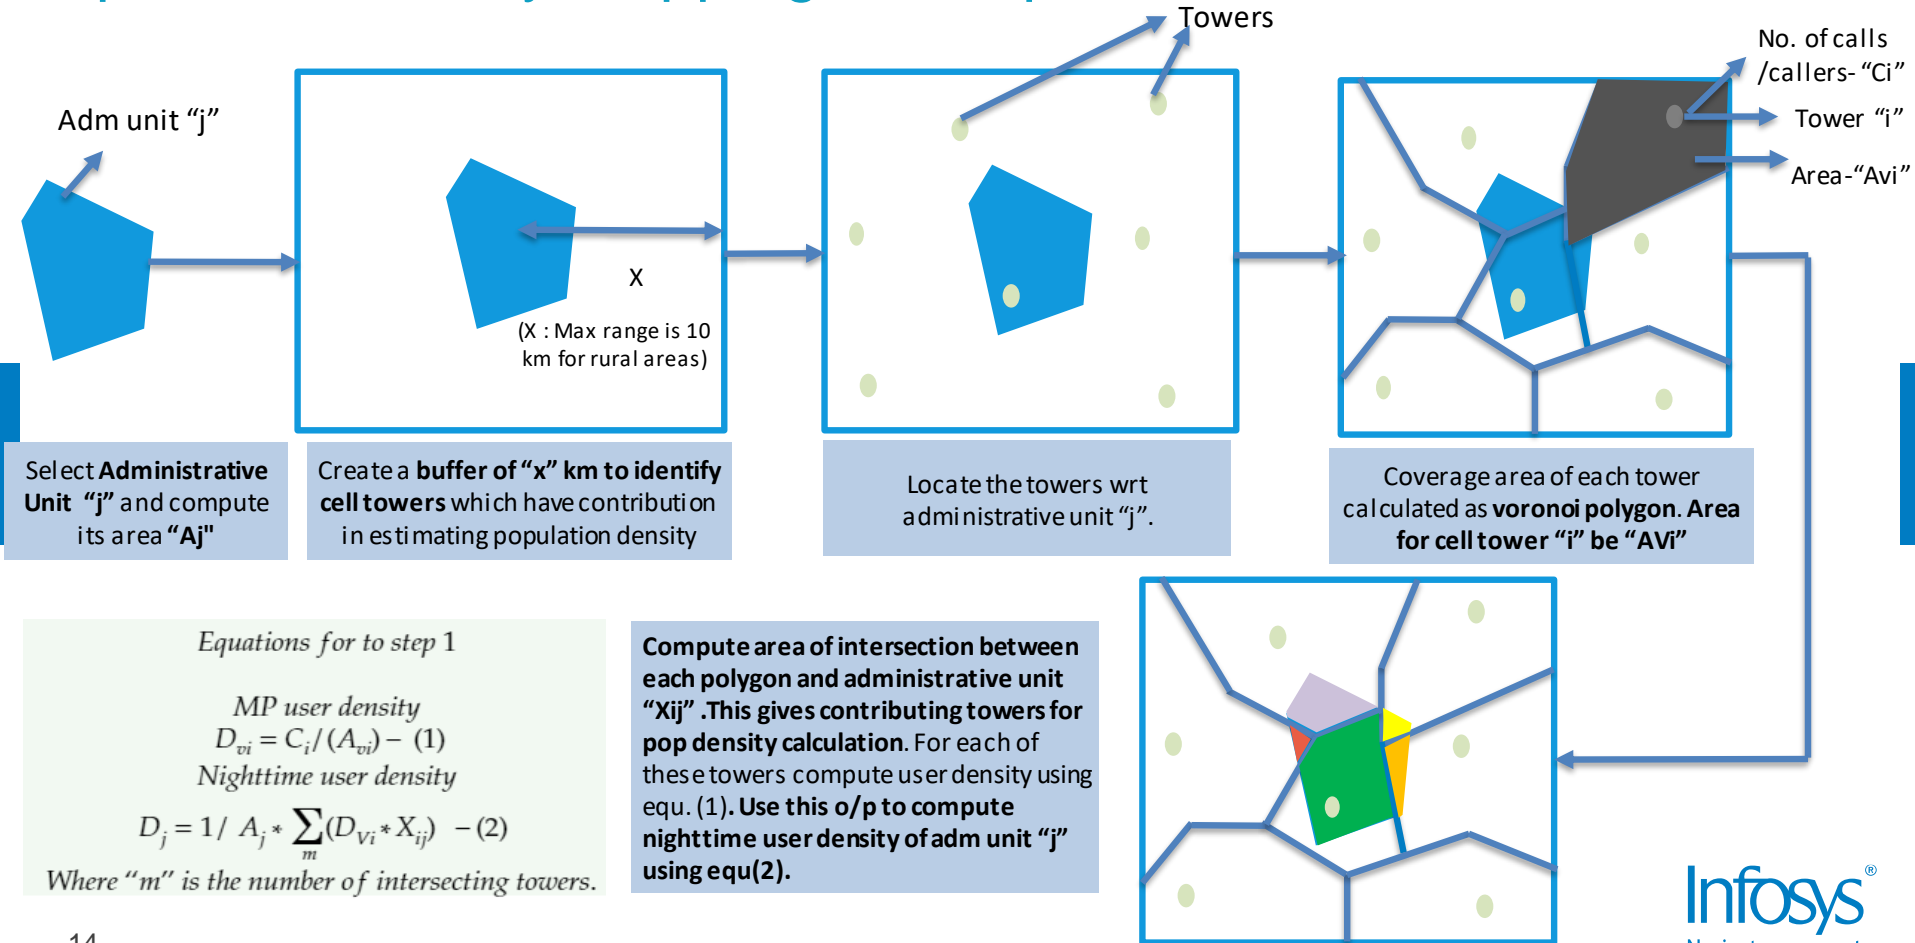 Towers
No. of calls
/callers- “Ci”
Tower “i”
Area-“Avi”
Adm unit “j”
X
(X : Max range is 10
km for rural areas)
Select Administrative
Unit “j” and compute
its area “Aj"
Create a buffer of “x” km to identify
cell towers which have contribution
in estimating population density
Locate the towers wrt
administrative unit “j”.
Coverage area of each tower
calculated as voronoi polygon. Area
for cell tower “i” be “AVi”
Equations for to step 1
MP user density
D_vi = C_i/(A_vi) – (1)
Nighttime user density
D_j = 1/ A_j * ∑_m(D_Vi * X_ij) – (2)
Where “m” is the number of intersecting towers.
Compute area of intersection between
each polygon and administrative unit
“Xij” .This gives contributing towers for
pop density calculation. For each of
these towers compute user density using
equ. (1). Use this o/p to compute
nighttime user density of adm unit “j”
using equ(2).
Infosys®
14